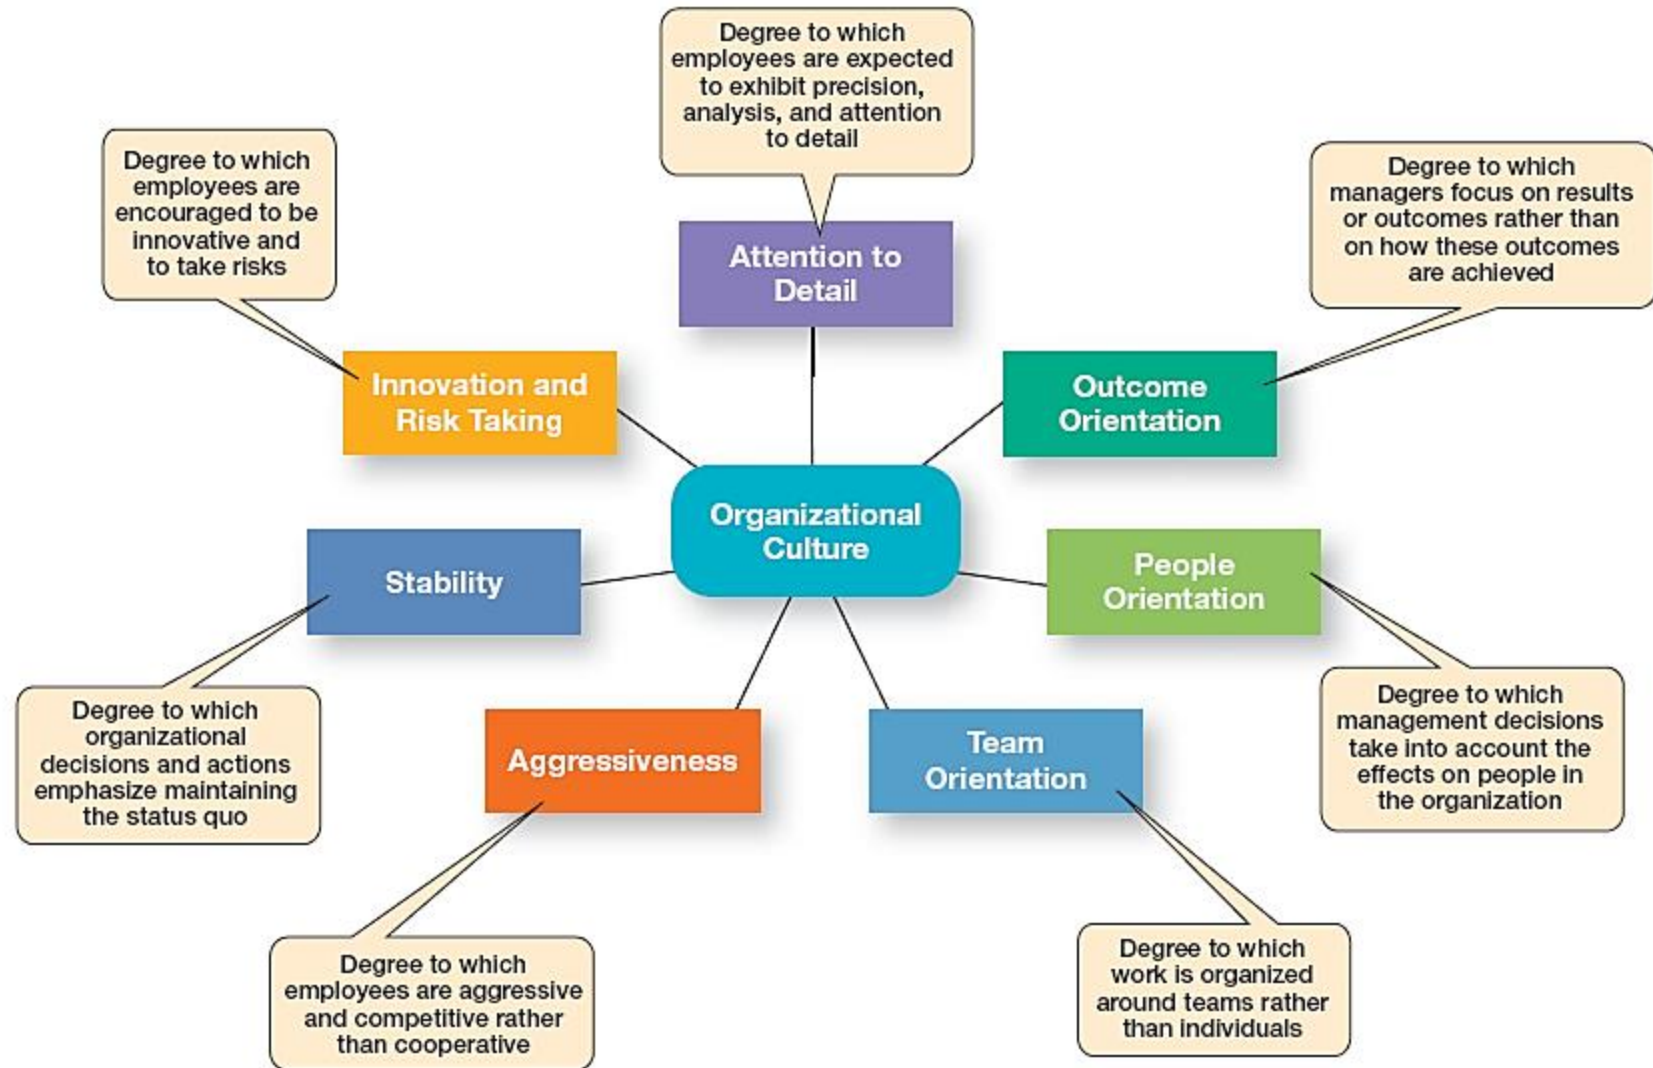 Degree to which
employees are expected
to exhibit precision,
analysis, and attention
to detail
Attention to
Detail
Degree to which
employees are
encouraged to be
innovative and
to take risks
Innovation and
Risk Taking
Degree to which
managers focus on results
or outcomes rather than
on how these outcomes
are achieved
Outcome
Orientation
Organizational
Culture
Stability
Degree to which
organizational
decisions and actions
emphasize maintaining
the status quo
People
Orientation
Degree to which
management decisions
take into account the
effects on people in
the organization
Aggressiveness
Degree to which
employees are aggressive
and competitive rather
than cooperative
Team
Orientation
Degree to which
work is organized
around teams rather
than individuals